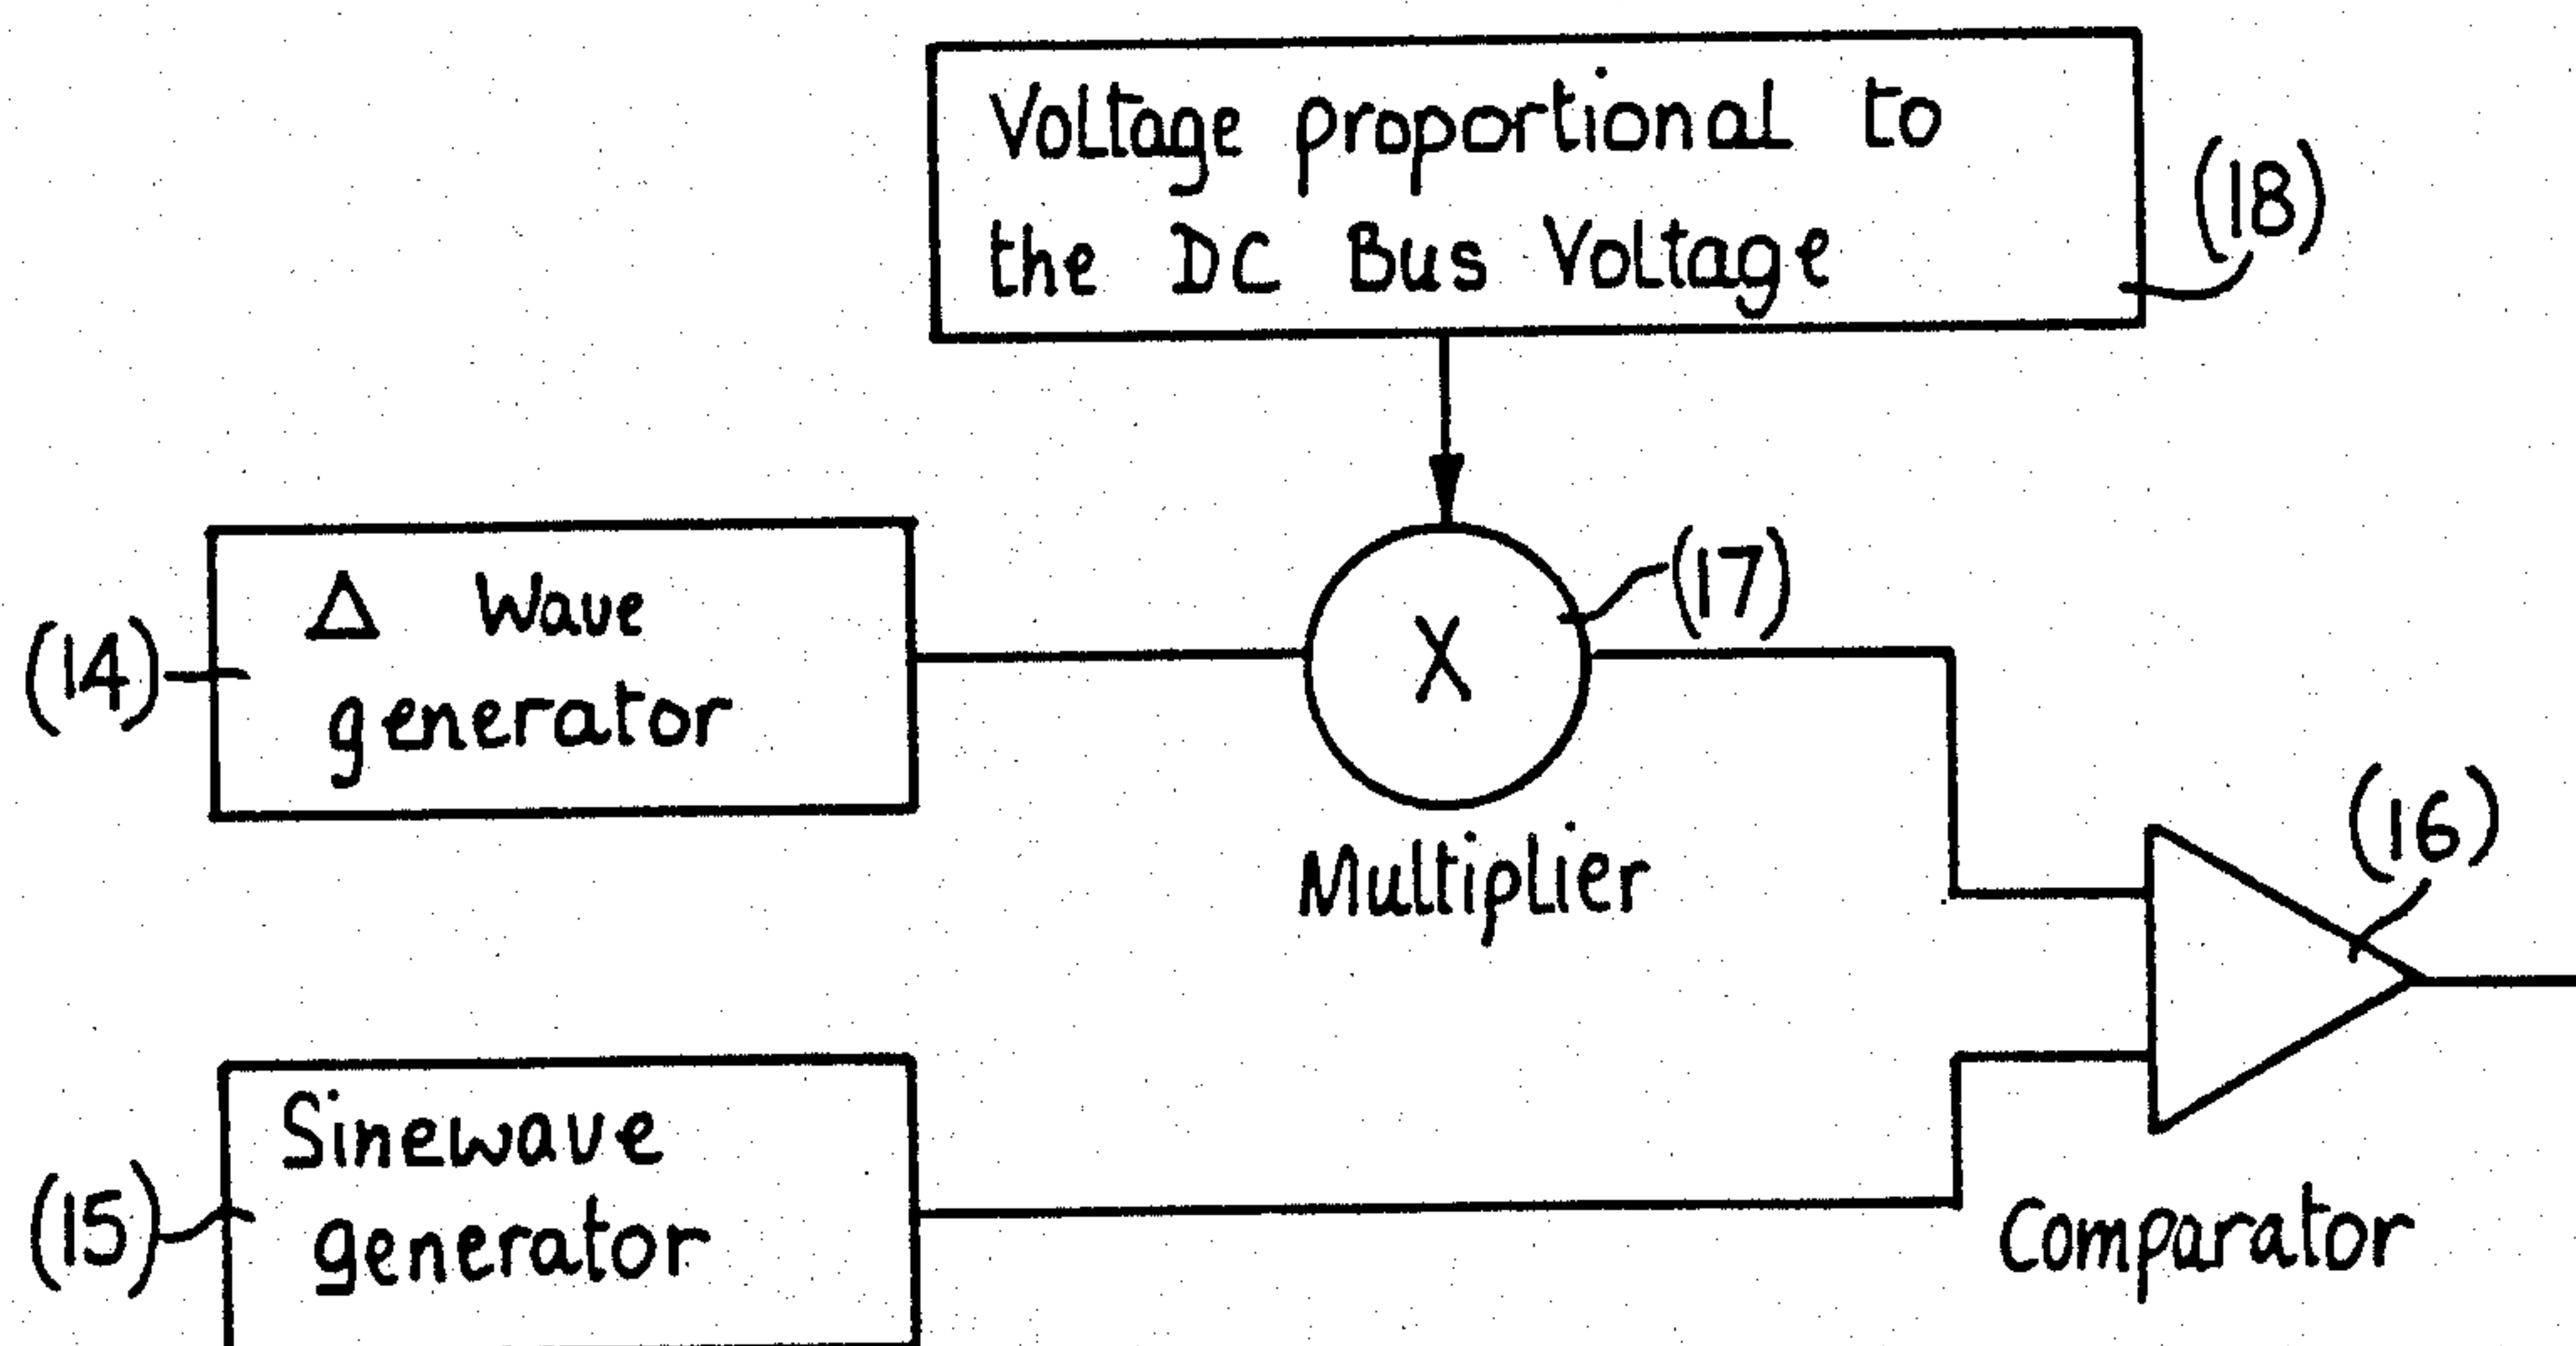 Voltage proportional to
the DC Bus Voltage
(18)
Δ Wave
generator
(14)
X
(17)
Multiplier
(16)
Sinewave
generator
(15)
Comparator